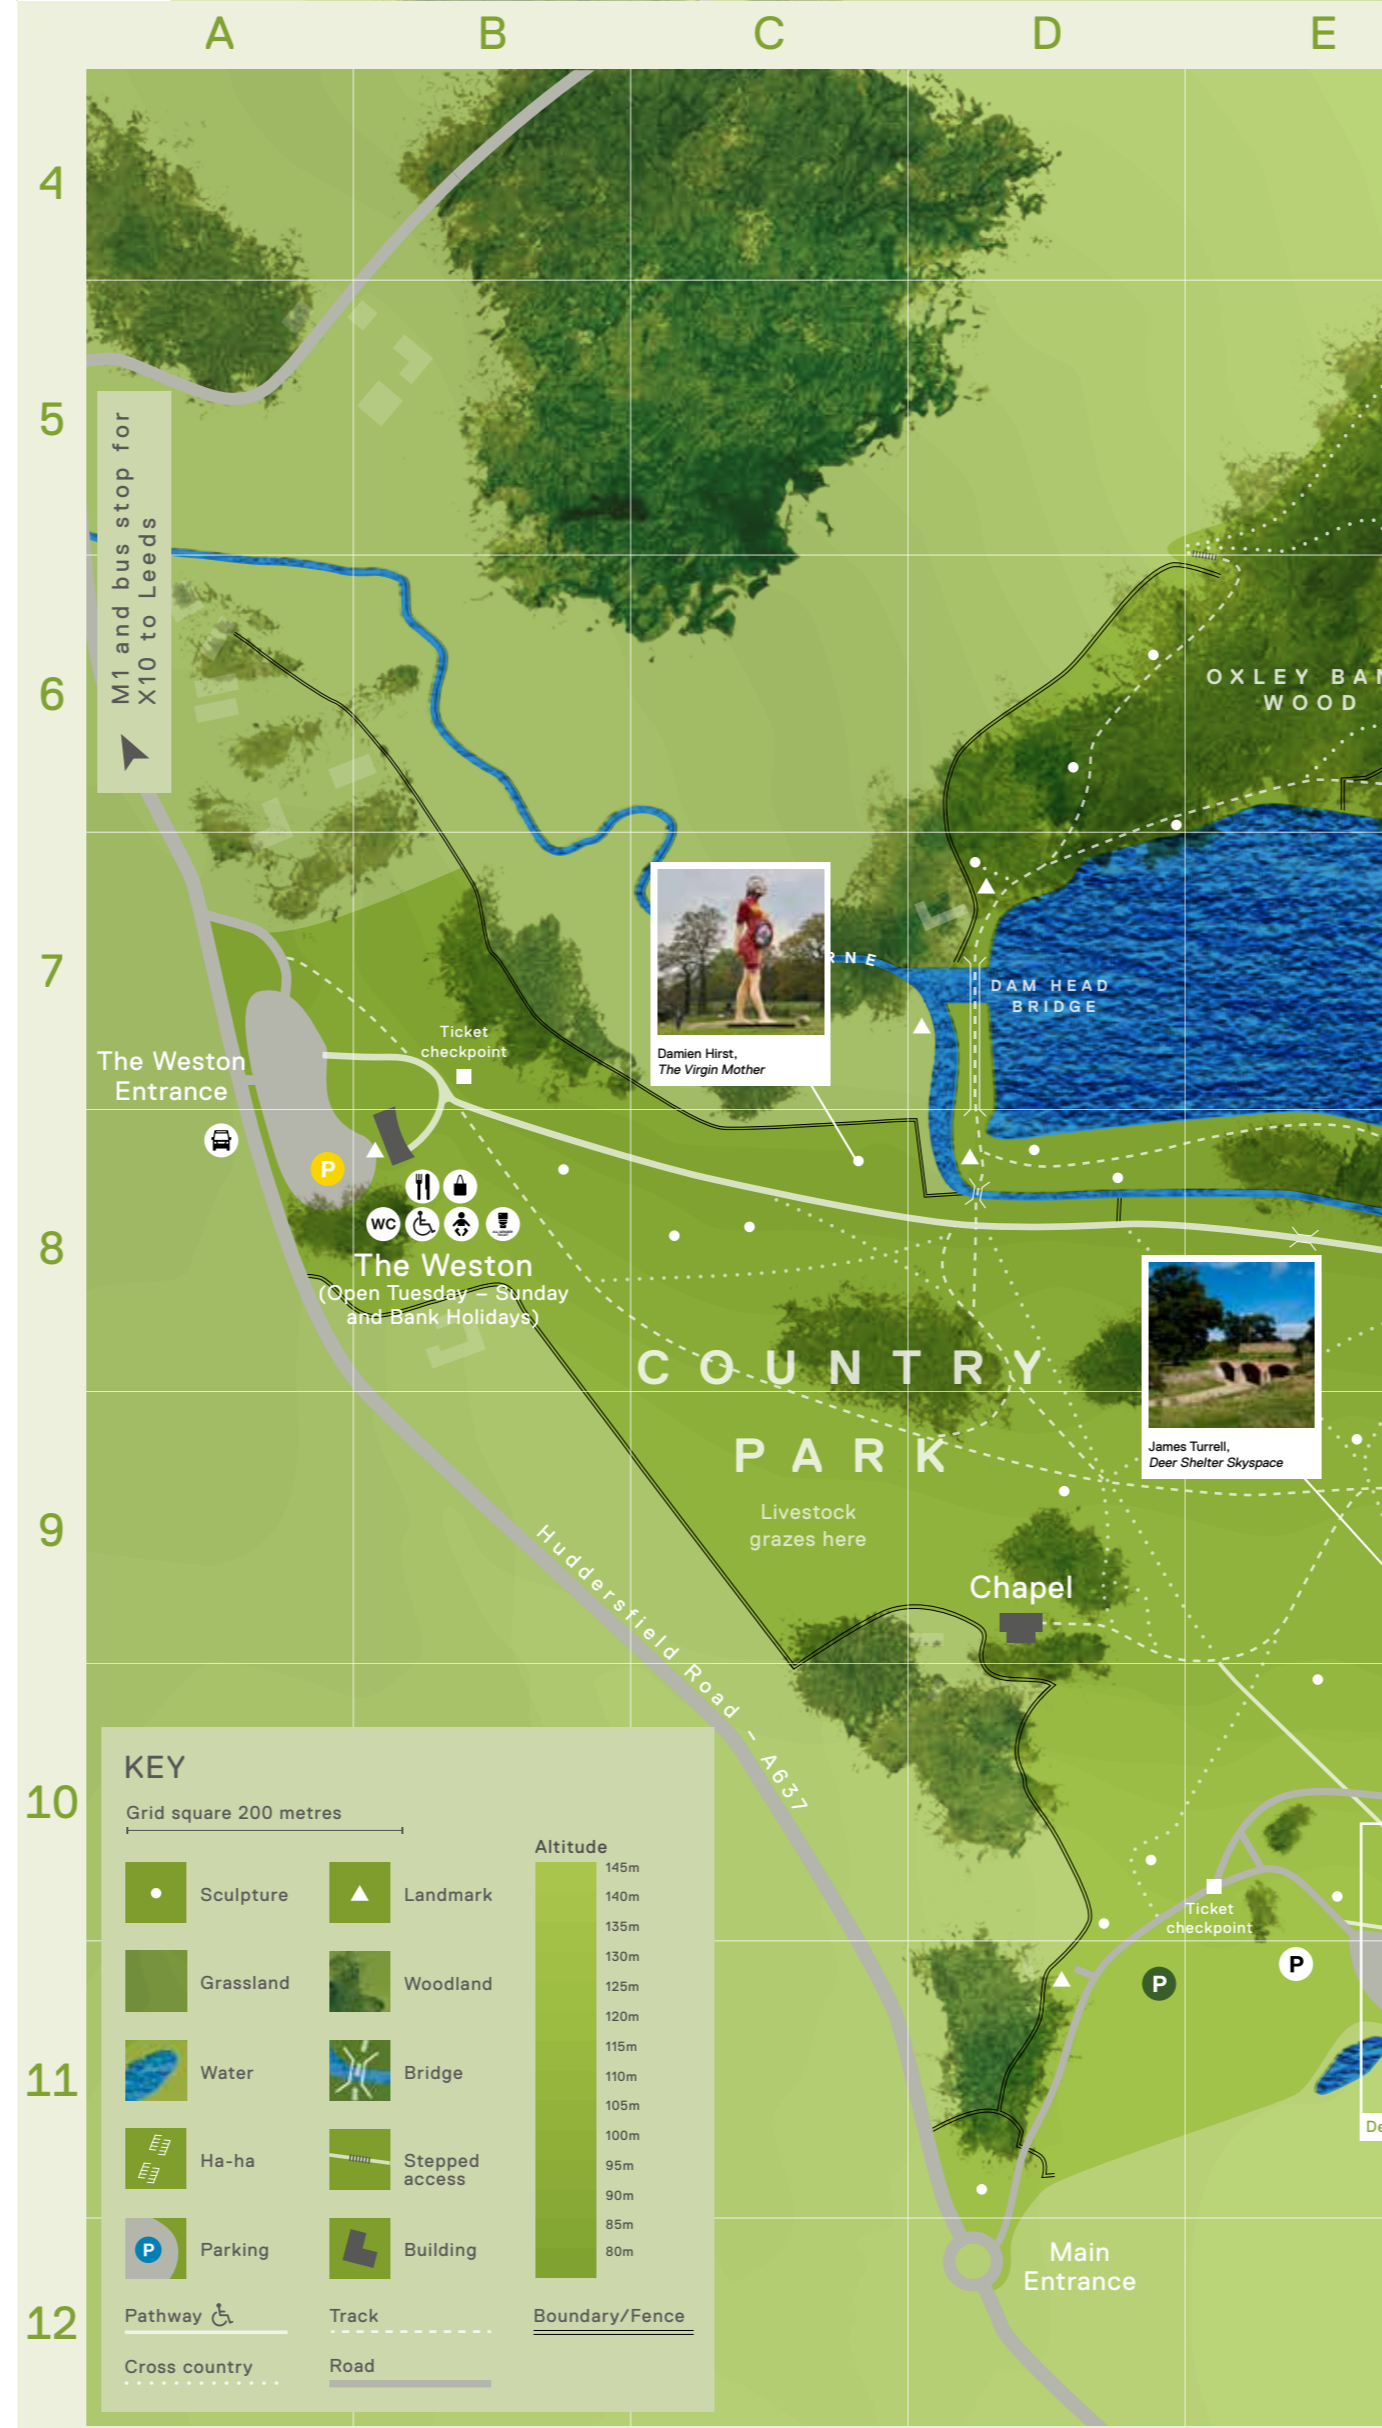 A B C D E
4
5
6
7
8
9
10
11
12
M1 and bus stop for
X10 to Leeds
OXLEY BAN
WOOD
RNE
DAM HEAD
BRIDGE
Damien Hirst,
The Virgin Mother
Ticket
checkpoint
The Weston
Entrance
P
WC
The Weston
(Open Tuesday – Sunday
and Bank Holidays)
COUNTRY
PARK
Livestock
grazes here
James Turrell,
Deer Shelter Skyspace
Chapel
Huddersfield Road – A637
Ticket
checkpoint
P
P
De
Main
Entrance
KEY
Grid square 200 metres
Sculpture
Landmark
Grassland
Woodland
Water
Bridge
Ha-ha
Stepped
access
P
Parking
Building
Pathway
Track
Boundary/Fence
Cross country
Road
Altitude
145m
140m
135m
130m
125m
120m
115m
110m
105m
100m
95m
90m
85m
80m